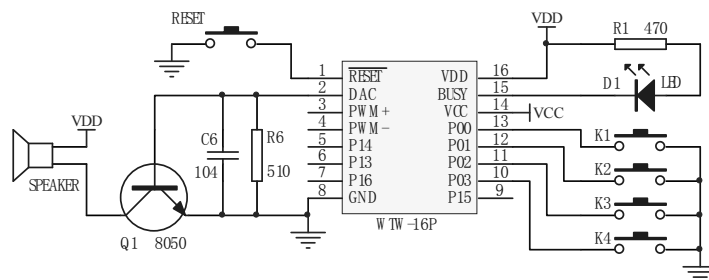 RESET
VDD
R1 470
D1
LED
1 RESET
2 DAC
3 PWM+
4 PWM-
5 P14
6 P13
7 P16
8 GND
VDD 16
BUSY 15
VCC 14
P00 13
P01 12
P02 11
P03 10
P15 9
VCC
WTW-16P
VDD
SPEAKER
C6
104
R6
510
Q1 8050
K1
K2
K3
K4